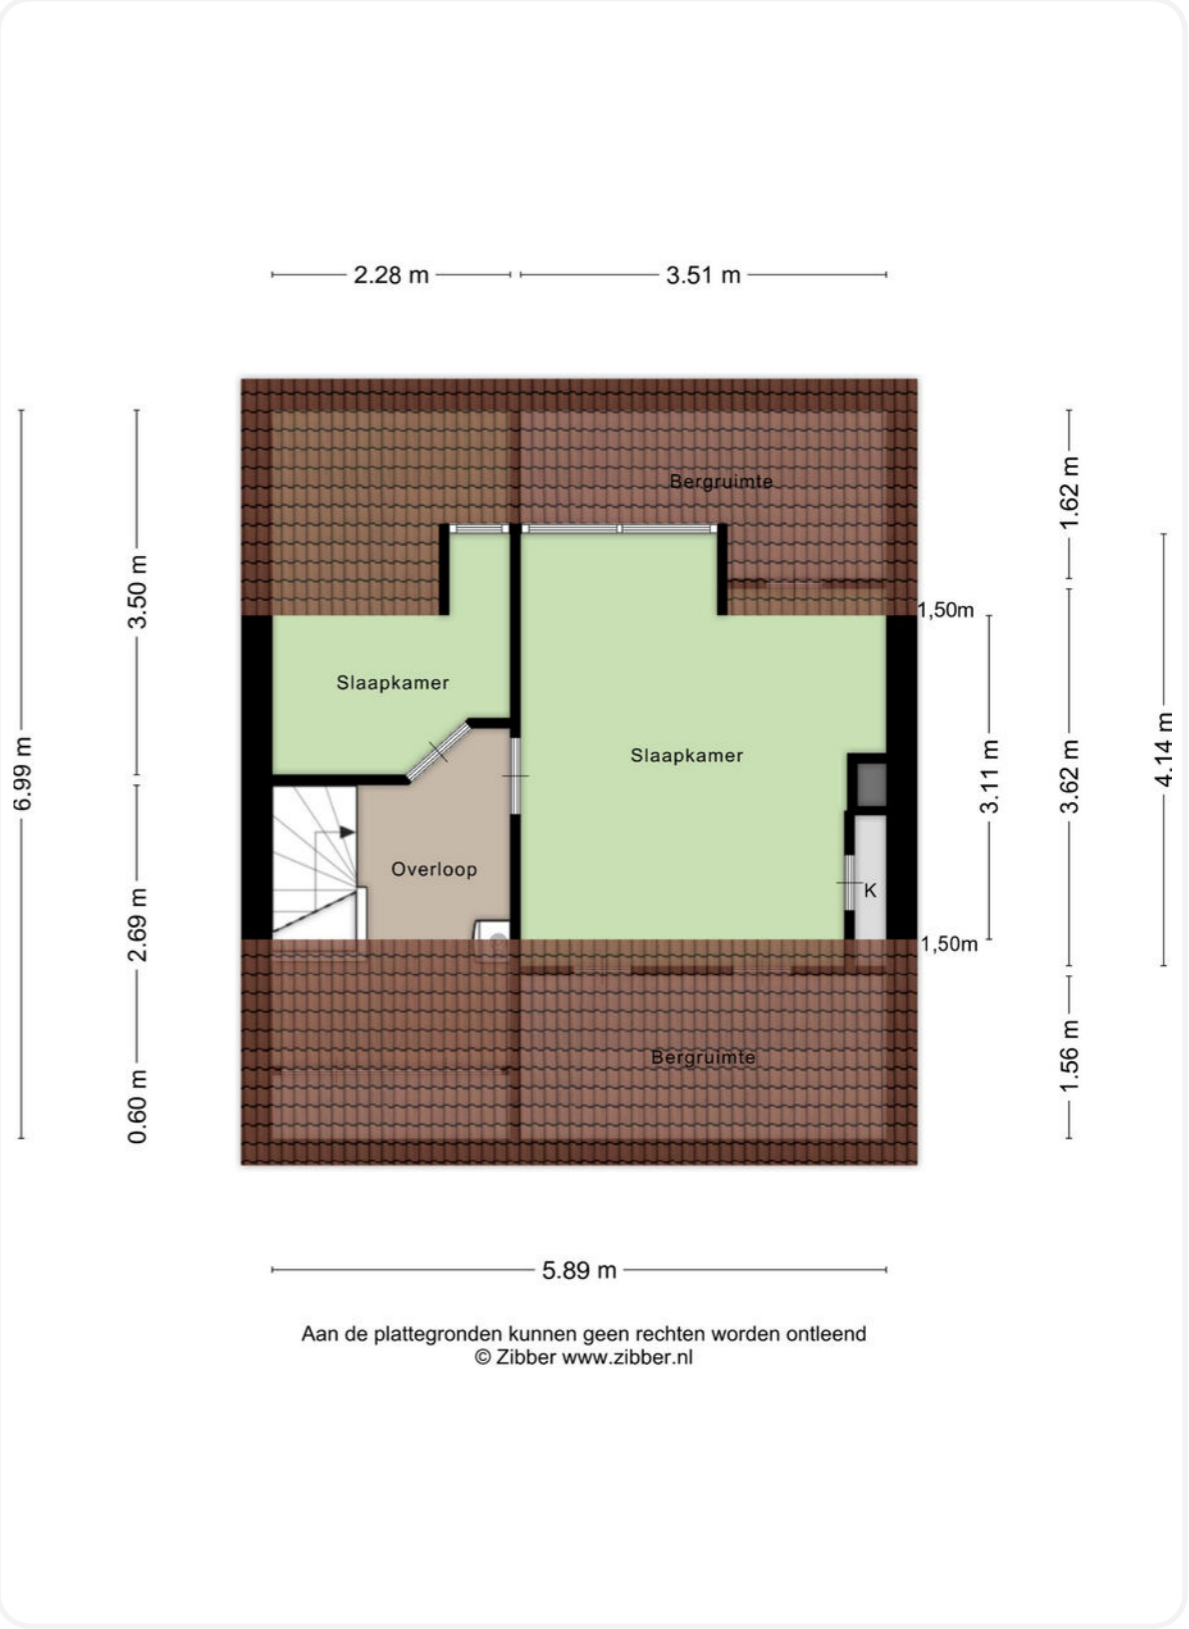 2.28 m
3.51 m
Bergruimte
1.62 m
3.50 m
1,50m
Slaapkamer
Slaapkamer
6.99 m
3.11 m
3.62 m
4.14 m
Overloop
K
2.69 m
1,50m
Bergruimte
1.56 m
0.60 m
5.89 m
Aan de plattegronden kunnen geen rechten worden ontleend
© Zibber www.zibber.nl